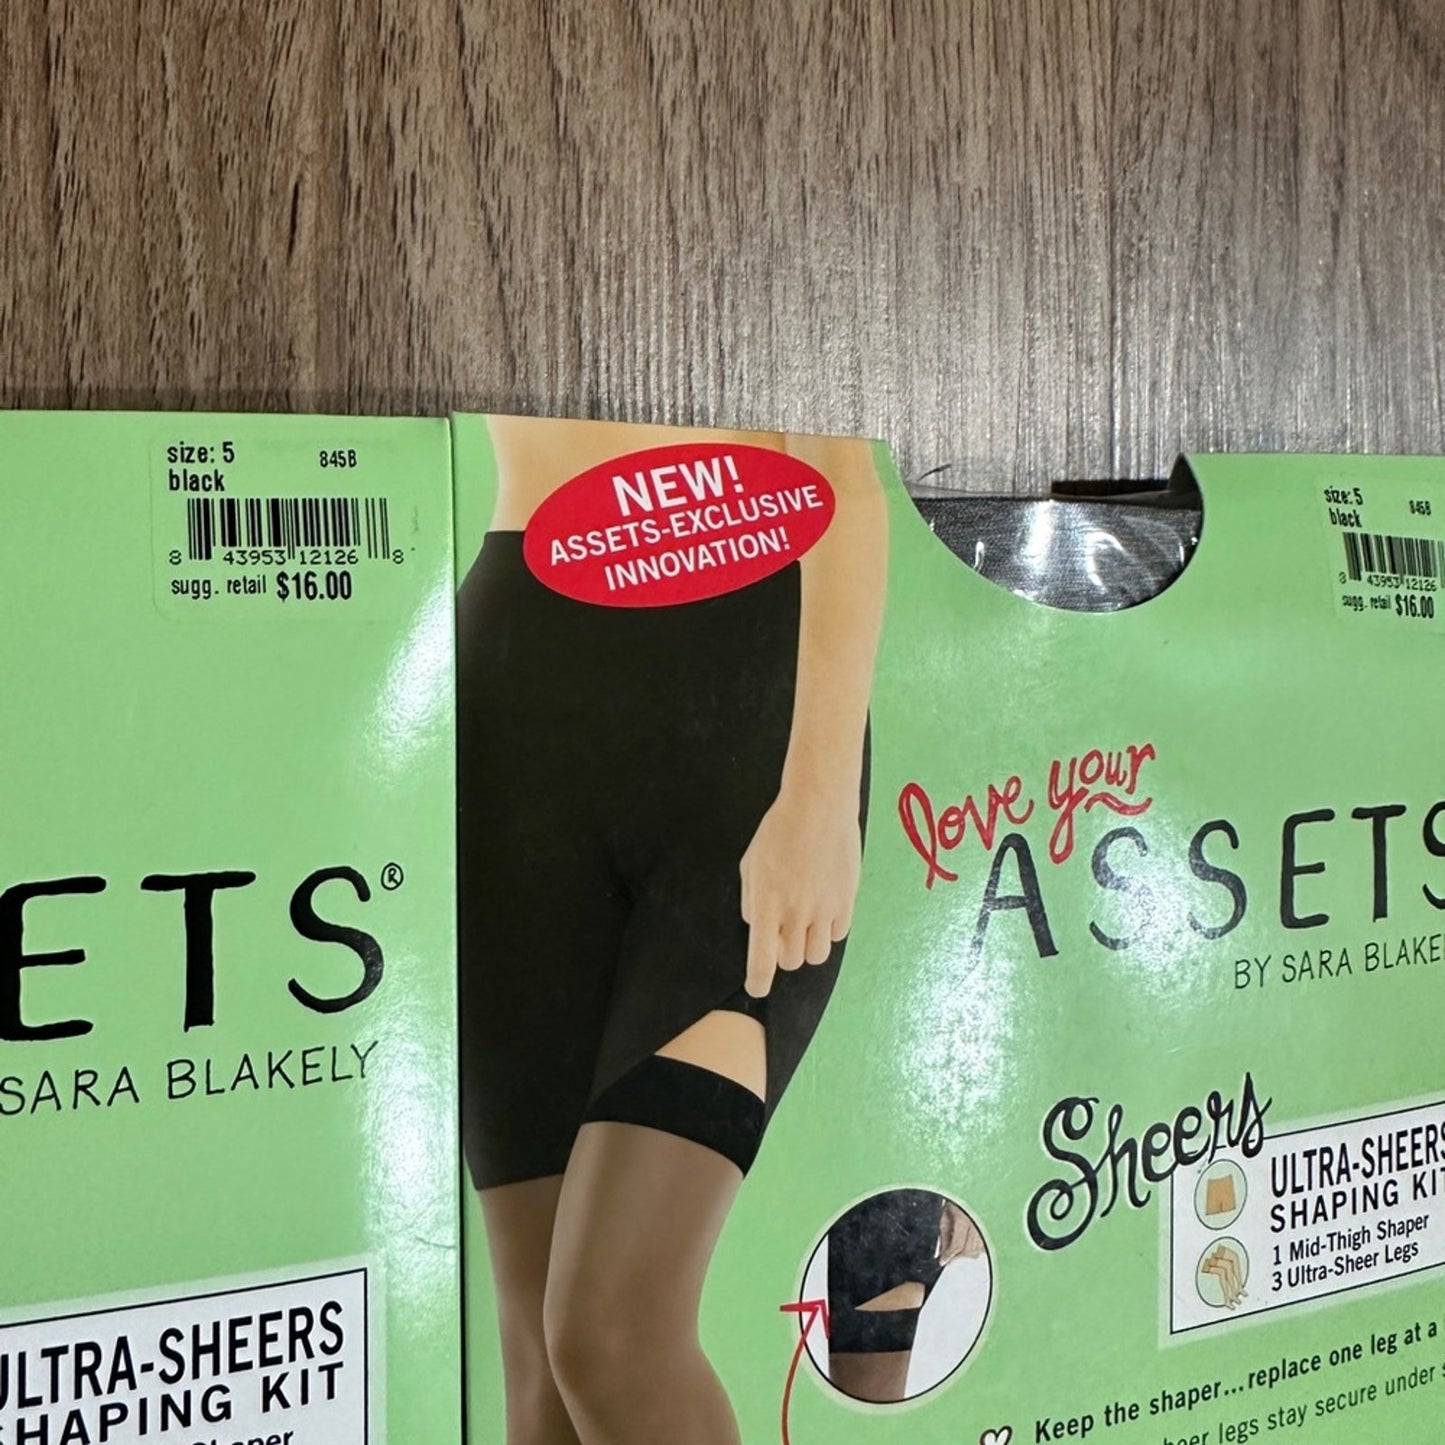 size: 5 845B
black
8 43953 12126 8
sugg. retail $16.00
ETS®
SARA BLAKELY
ULTRA-SHEERS
SHAPING KIT
Shaper
NEW!
ASSETS-EXCLUSIVE
INNOVATION!
size: 5 845B
black
8 43953 12126
sugg. retail $16.00
love your
ASSETS
BY SARA BLAKE
Sheers
ULTRA-SHEERS
SHAPING KIT
1 Mid-Thigh Shaper
3 Ultra-Sheer Legs
Keep the shaper...replace one leg at a
legs stay secure under